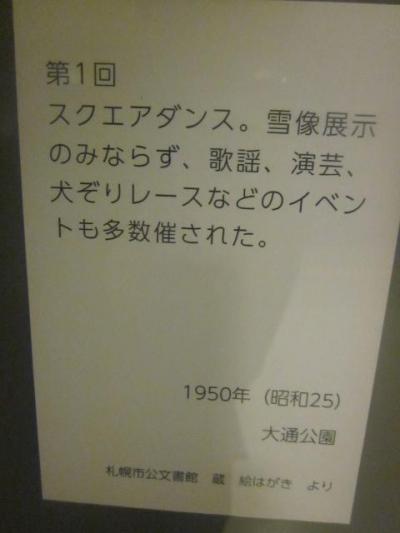 第1回
スクエアダンス。雪像展示
のみならず、歌謡、演芸、
犬ぞりレースなどのイベン
トも多数催された。
1950年（昭和25）
大通公園
札幌市公文書館　蔵　絵はがき　より